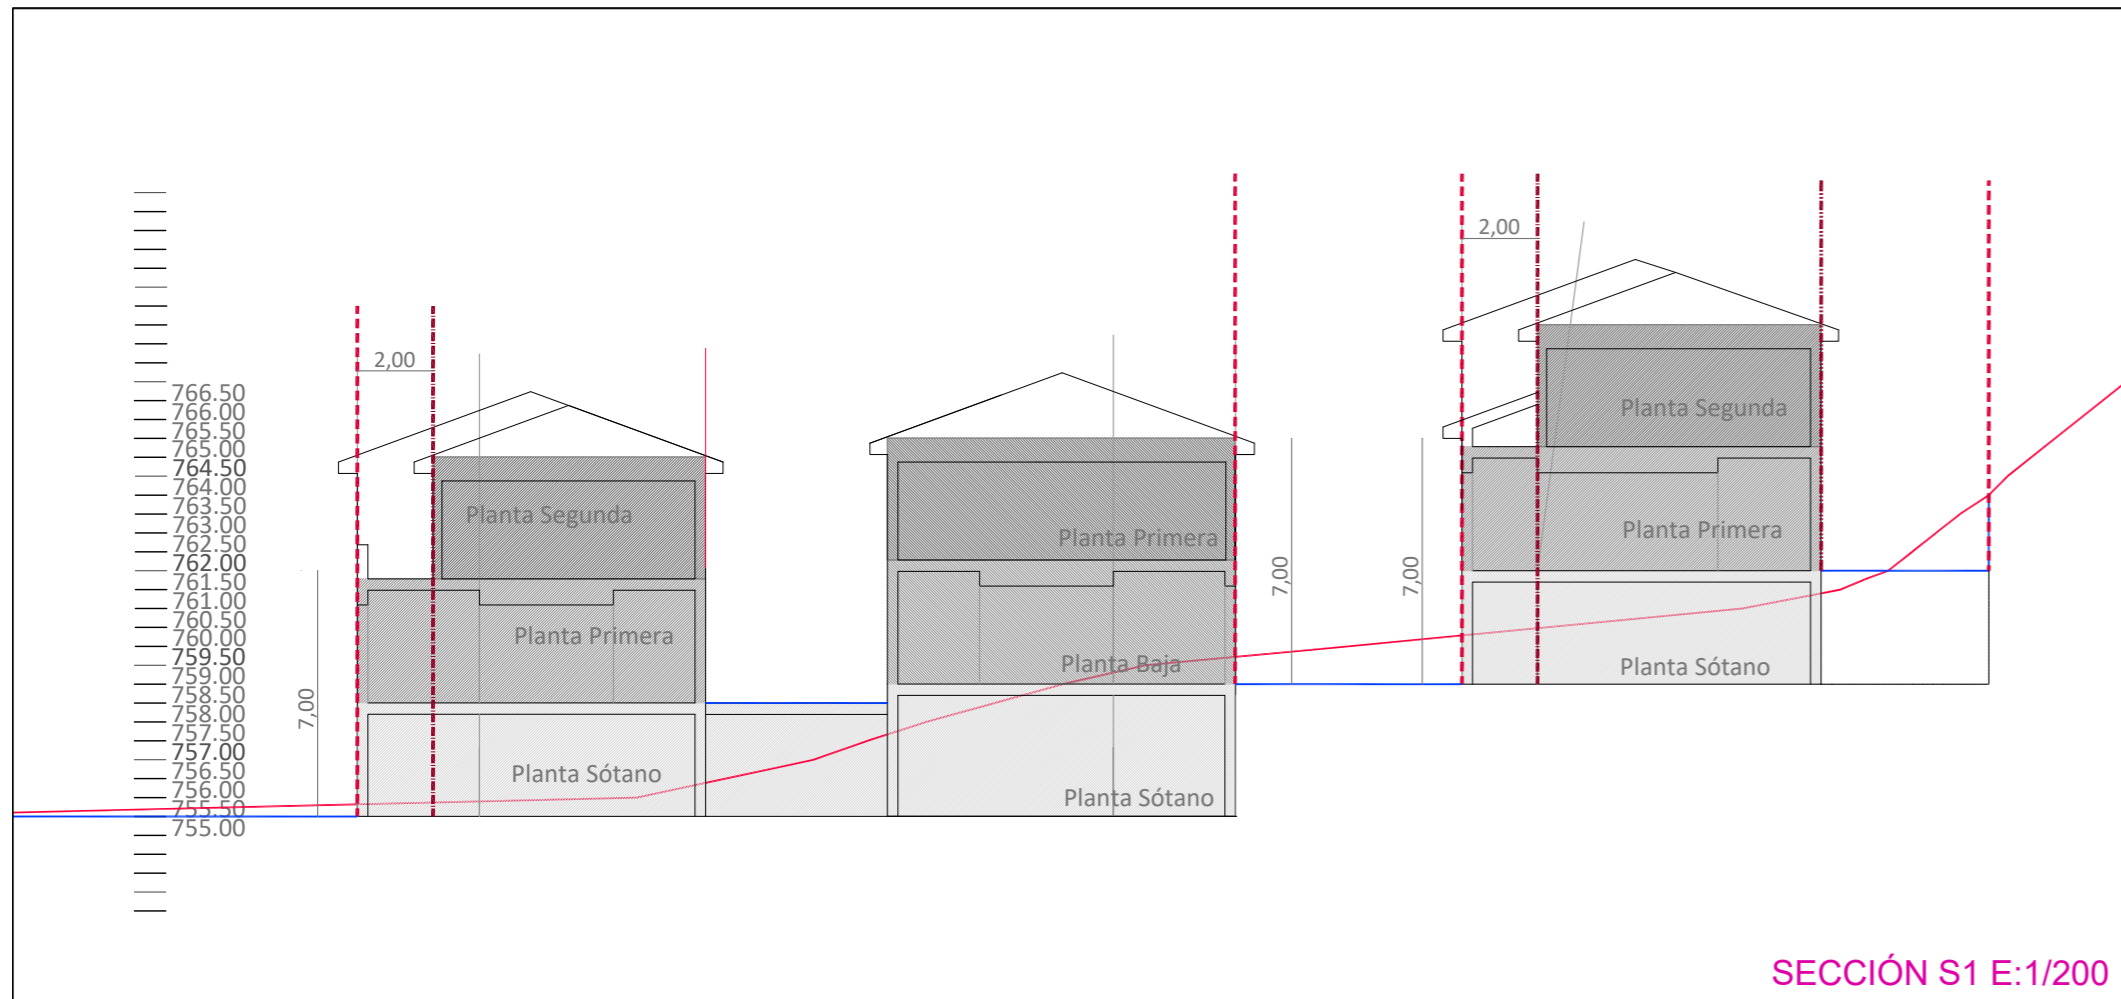 2,00
2,00
766.50
766.00
765.50
765.00
764.50
764.00
763.50
763.00
762.50
762.00
761.50
761.00
760.50
760.00
759.50
759.00
758.50
758.00
757.50
757.00
756.50
756.00
755.50
755.00
7,00
Planta Segunda
Planta Primera
Planta Sótano
Planta Primera
Planta Baja
Planta Sótano
7,00
7,00
Planta Segunda
Planta Primera
Planta Sótano
SECCIÓN S1 E:1/200